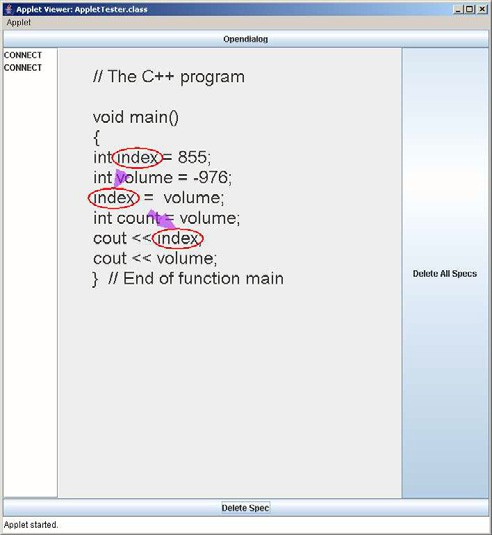 Applet Viewer: AppletTester.class
Applet
Opendialog
CONNECT
CONNECT
// The C++ program
void main()
{
int index = 855;
int volume = -976;
index = volume;
int count = volume;
cout << index;
cout << volume;
} // End of function main
Delete All Specs
Delete Spec
Applet started.